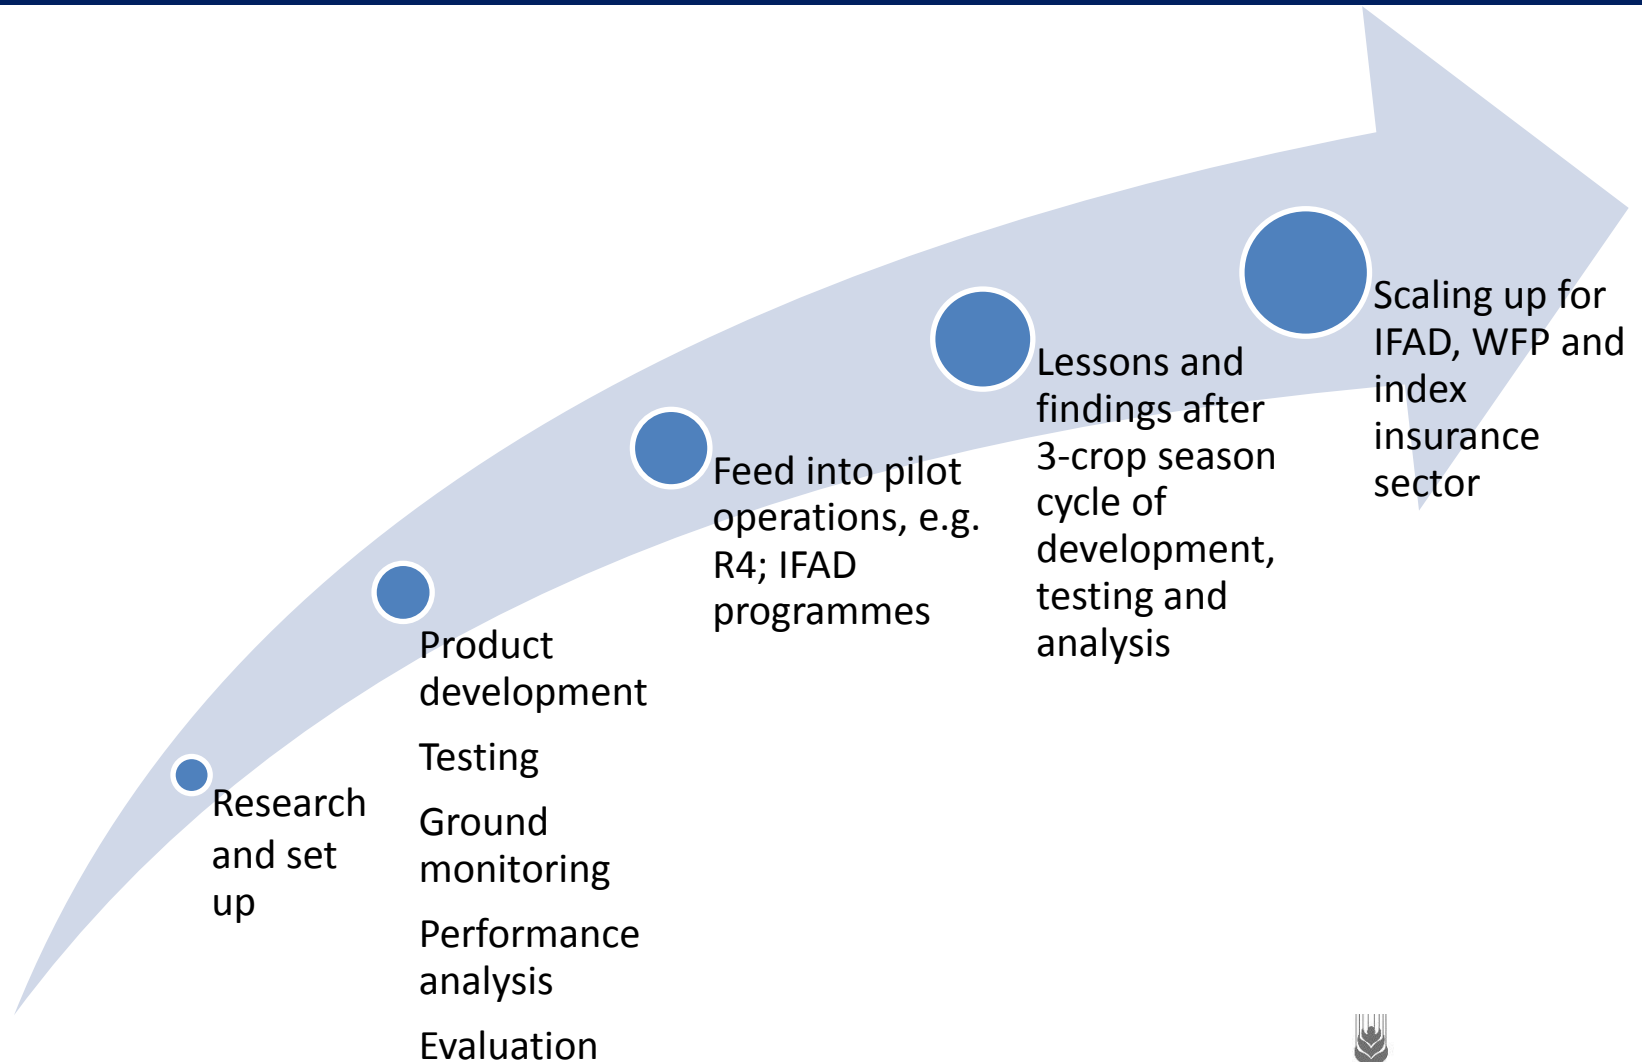 Research
and set
up
Product
development
Testing
Ground
monitoring
Performance
analysis
Evaluation
Feed into pilot
operations, e.g.
R4; IFAD
programmes
Lessons and
findings after
3-crop season
cycle of
development,
testing and
analysis
Scaling up for
IFAD, WFP and
index
insurance
sector